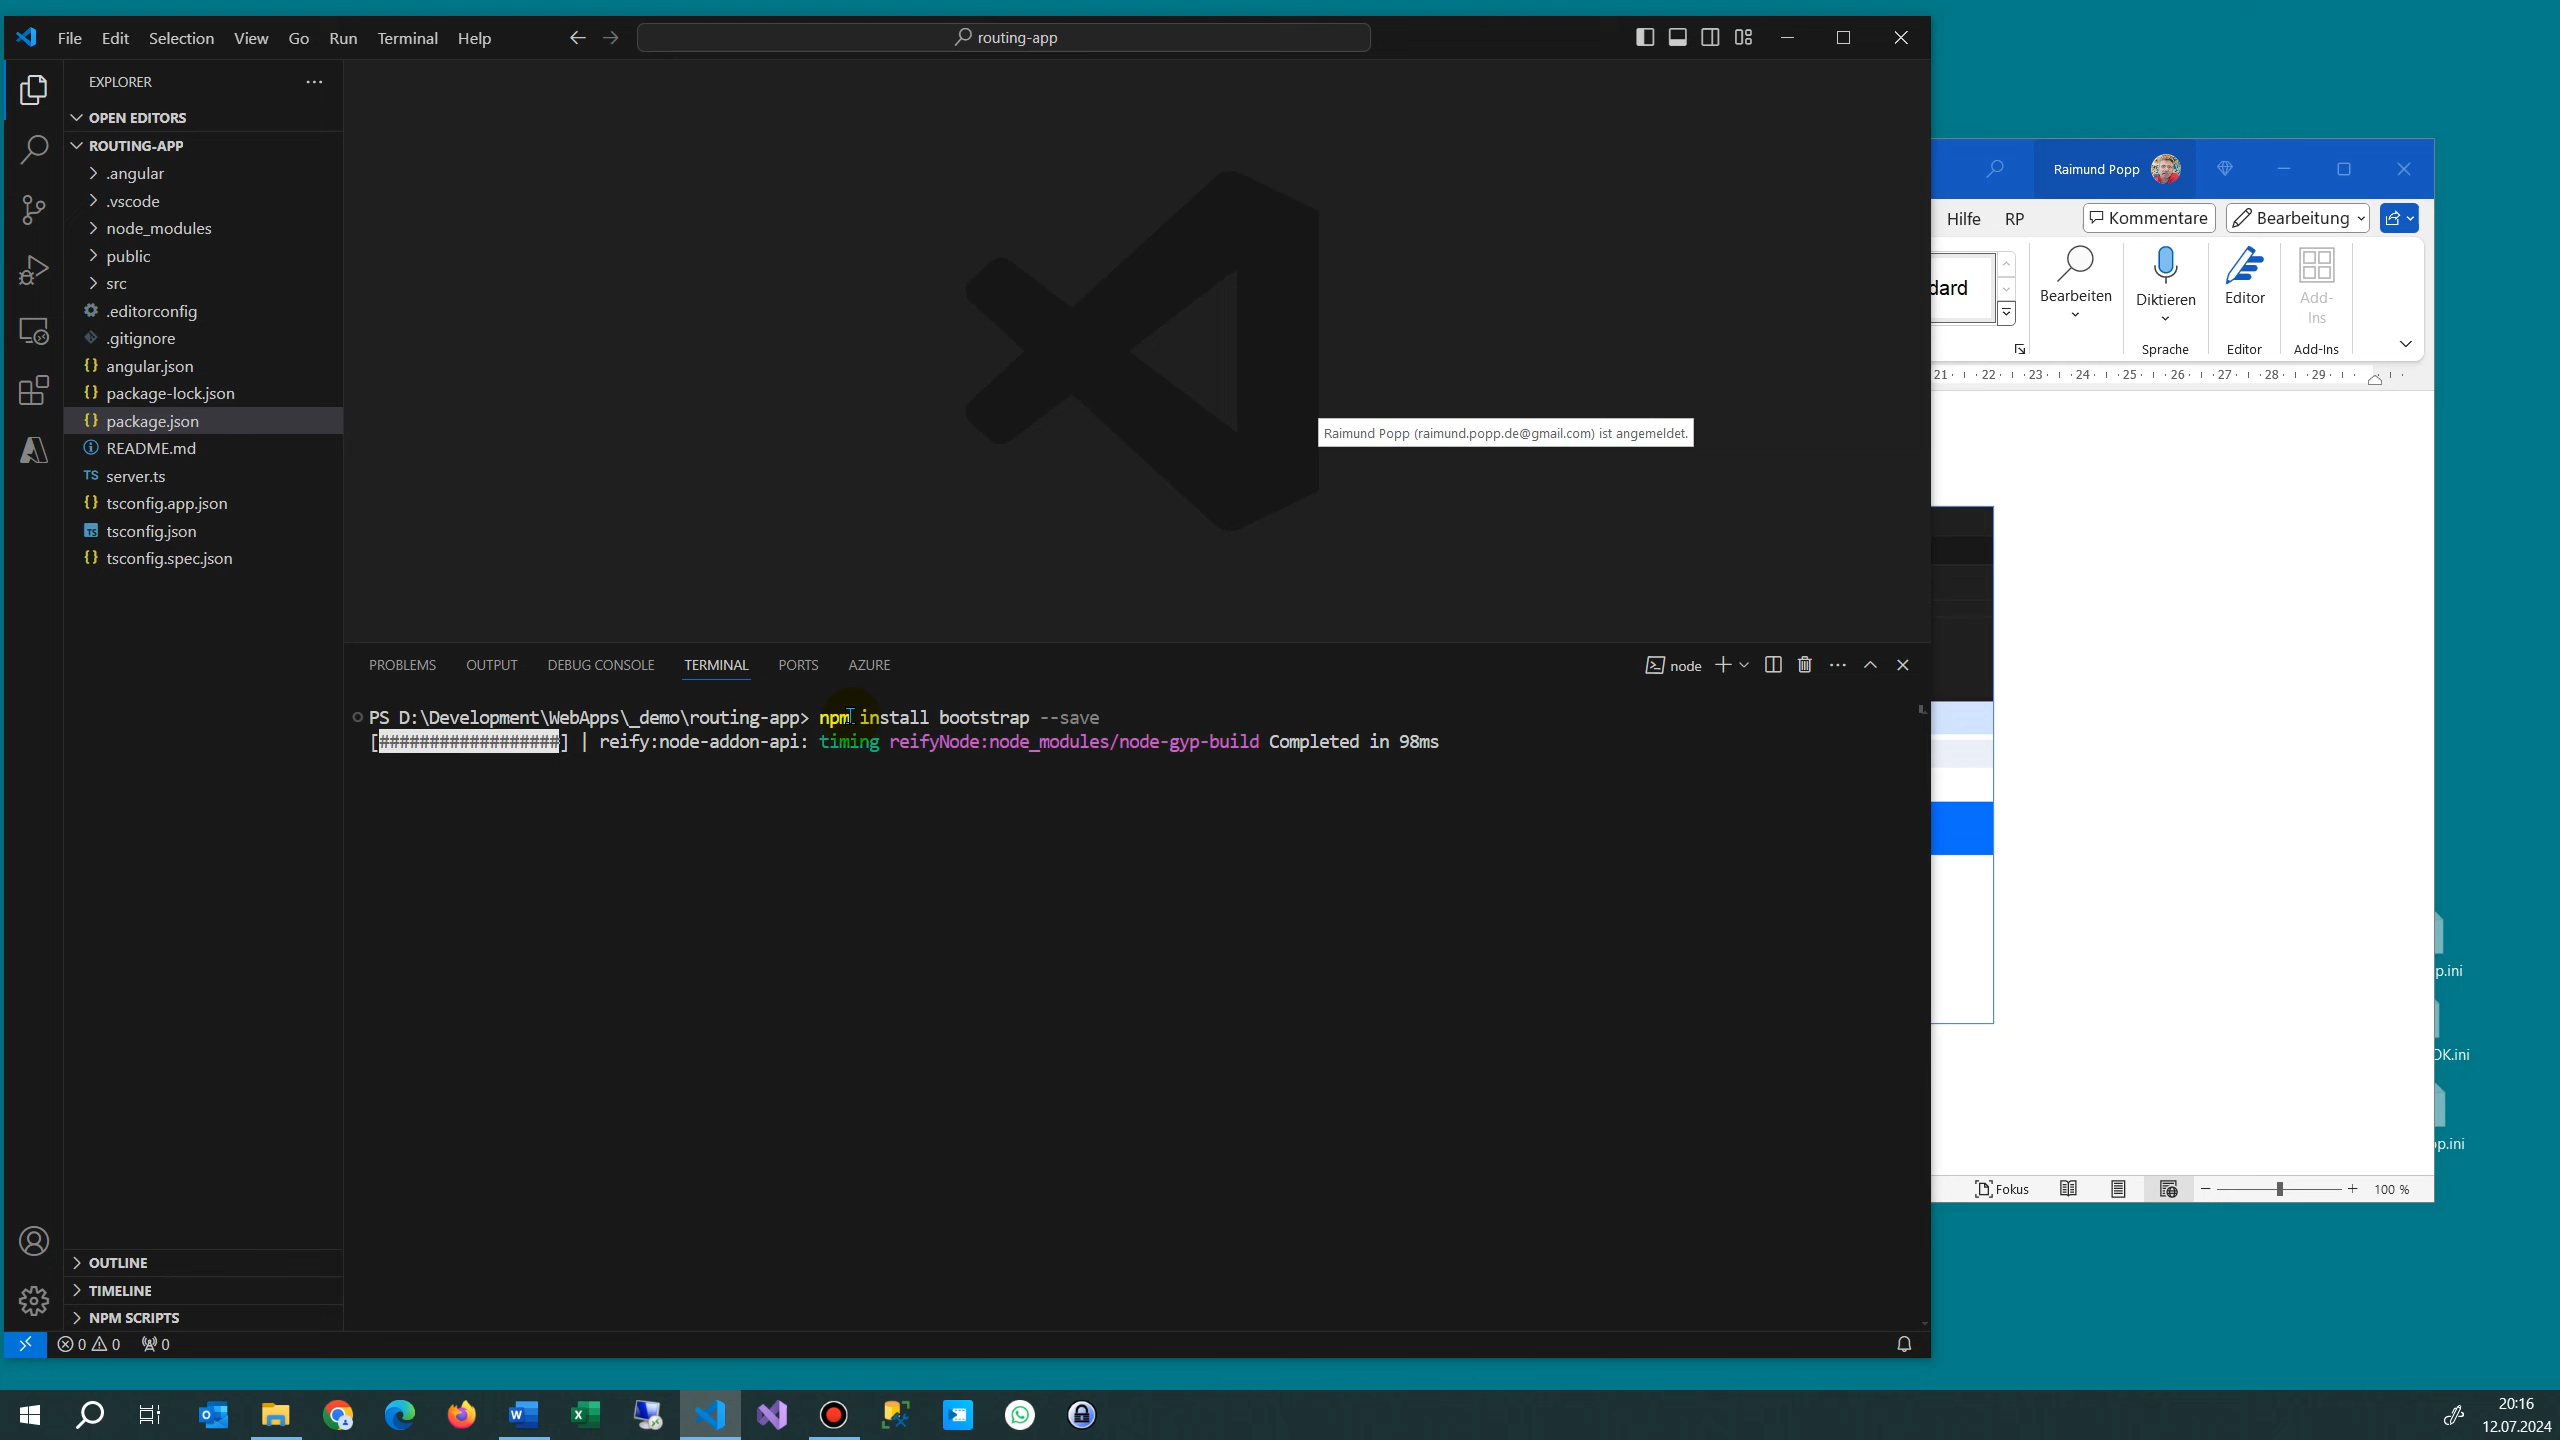 File Edit Selection View Go Run Terminal Help
routing-app
EXPLORER
OPEN EDITORS
ROUTING-APP
.angular
.vscode
node_modules
public
src
.editorconfig
.gitignore
angular.json
package-lock.json
package.json
README.md
server.ts
tsconfig.app.json
tsconfig.json
tsconfig.spec.json
Raimund Popp (raimund.popp.de@gmail.com) ist angemeldet.
PROBLEMS OUTPUT DEBUG CONSOLE TERMINAL PORTS AZURE
node
PS D:\Development\WebApps\_demo\routing-app> npm install bootstrap --save
[##################] | reify:node-addon-api: timing reifyNode:node_modules/node-gyp-build Completed in 98ms
OUTLINE
TIMELINE
NPM SCRIPTS
0 0 0
Raimund Popp
Hilfe RP Kommentare Bearbeitung
dard
Bearbeiten
Diktieren
Editor
Add-
Ins
Sprache Editor Add-Ins
21 22 23 24 25 26 27 28 29
p.ini
OK.ini
op.ini
Fokus 100 %
20:16
12.07.2024